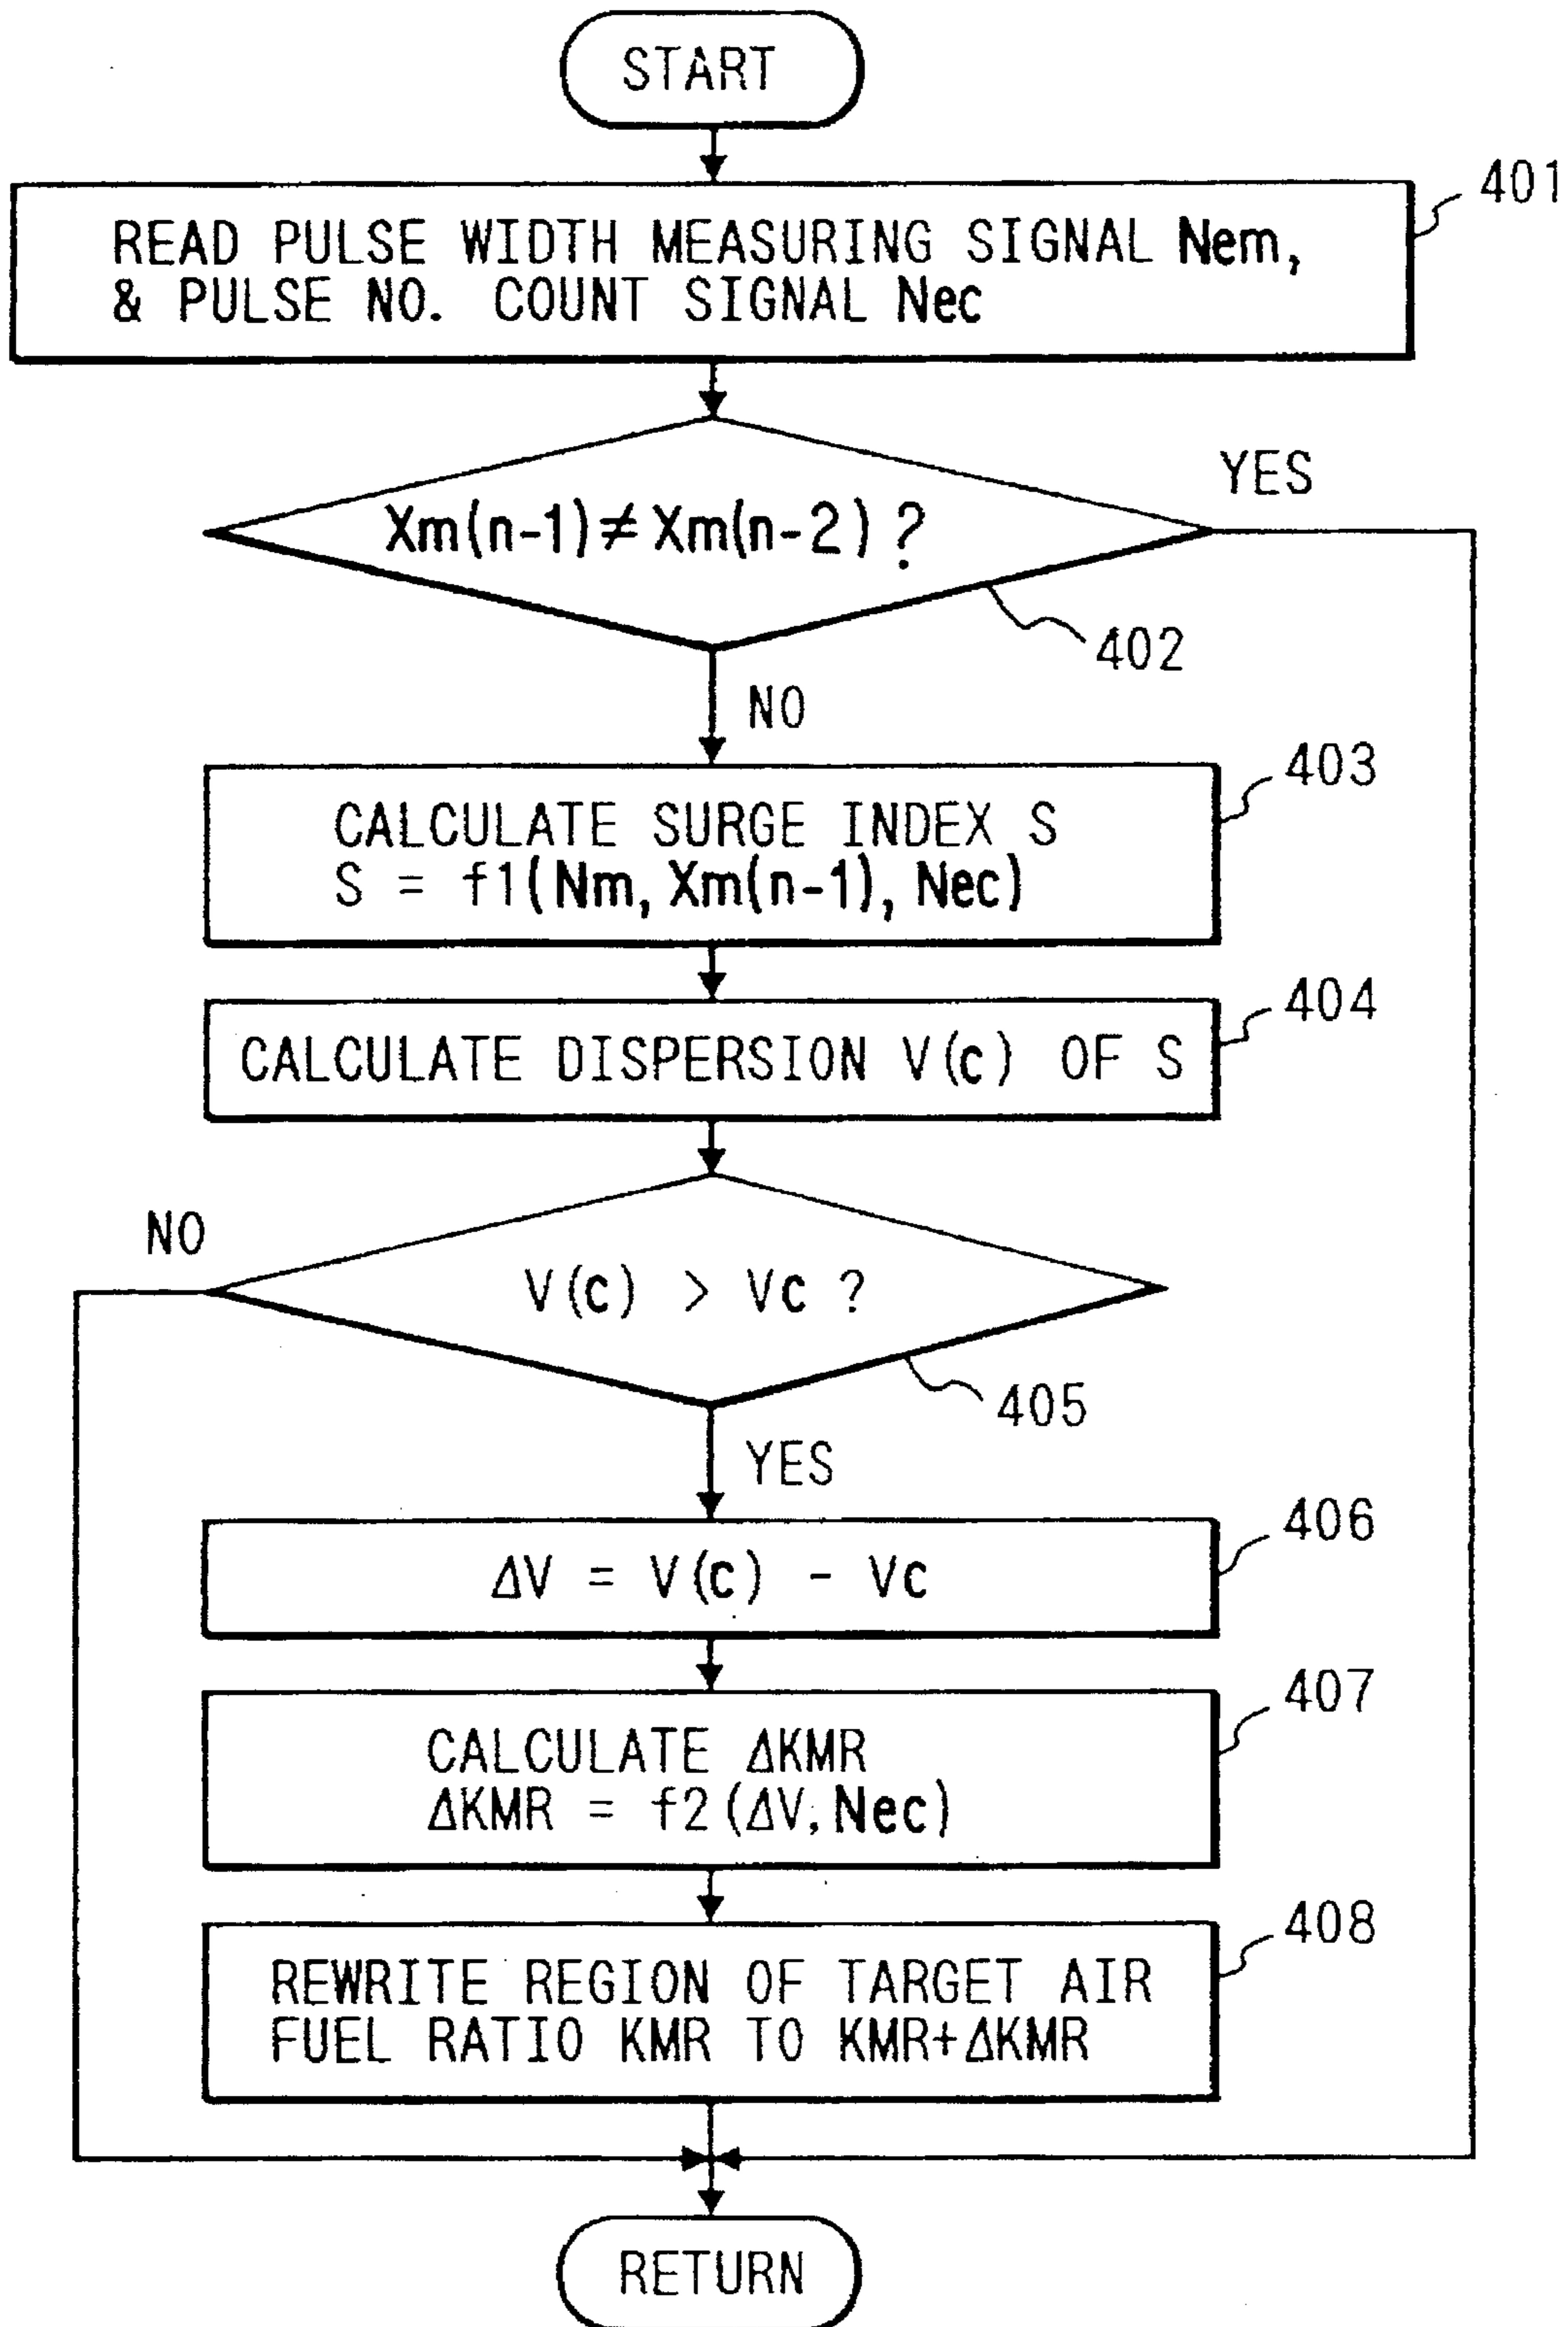 START
401
READ PULSE WIDTH MEASURING SIGNAL Nem,
& PULSE NO. COUNT SIGNAL Nec
YES
Xm(n-1)≠Xm(n-2)?
402
NO
403
CALCULATE SURGE INDEX S
S = f1(Nm, Xm(n-1), Nec)
404
CALCULATE DISPERSION V(c) OF S
NO
V(c) > Vc ?
405
YES
406
ΔV = V(c) - Vc
407
CALCULATE ΔKMR
ΔKMR = f2(ΔV, Nec)
408
REWRITE REGION OF TARGET AIR
FUEL RATIO KMR TO KMR+ΔKMR
RETURN